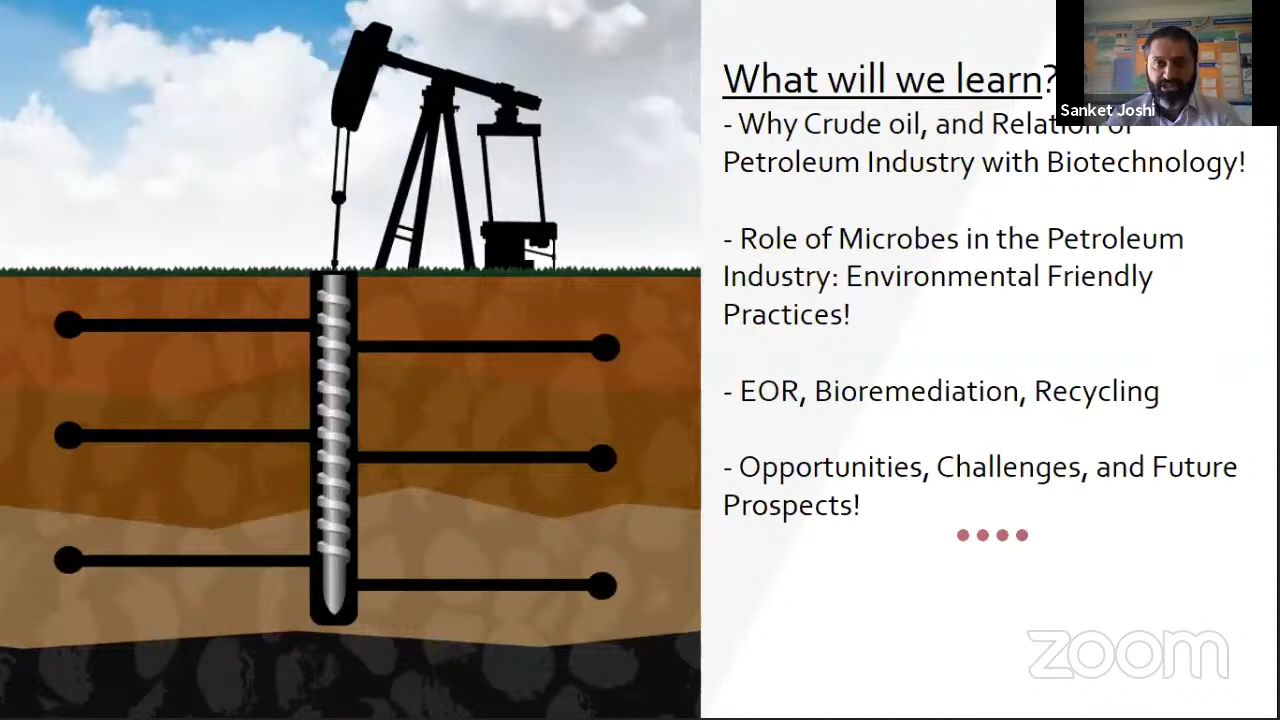 What will we learn?
Sanket Joshi
- Why Crude oil, and Relation of
Petroleum Industry with Biotechnology!
- Role of Microbes in the Petroleum
Industry: Environmental Friendly
Practices!
- EOR, Bioremediation, Recycling
- Opportunities, Challenges, and Future
Prospects!
zoom